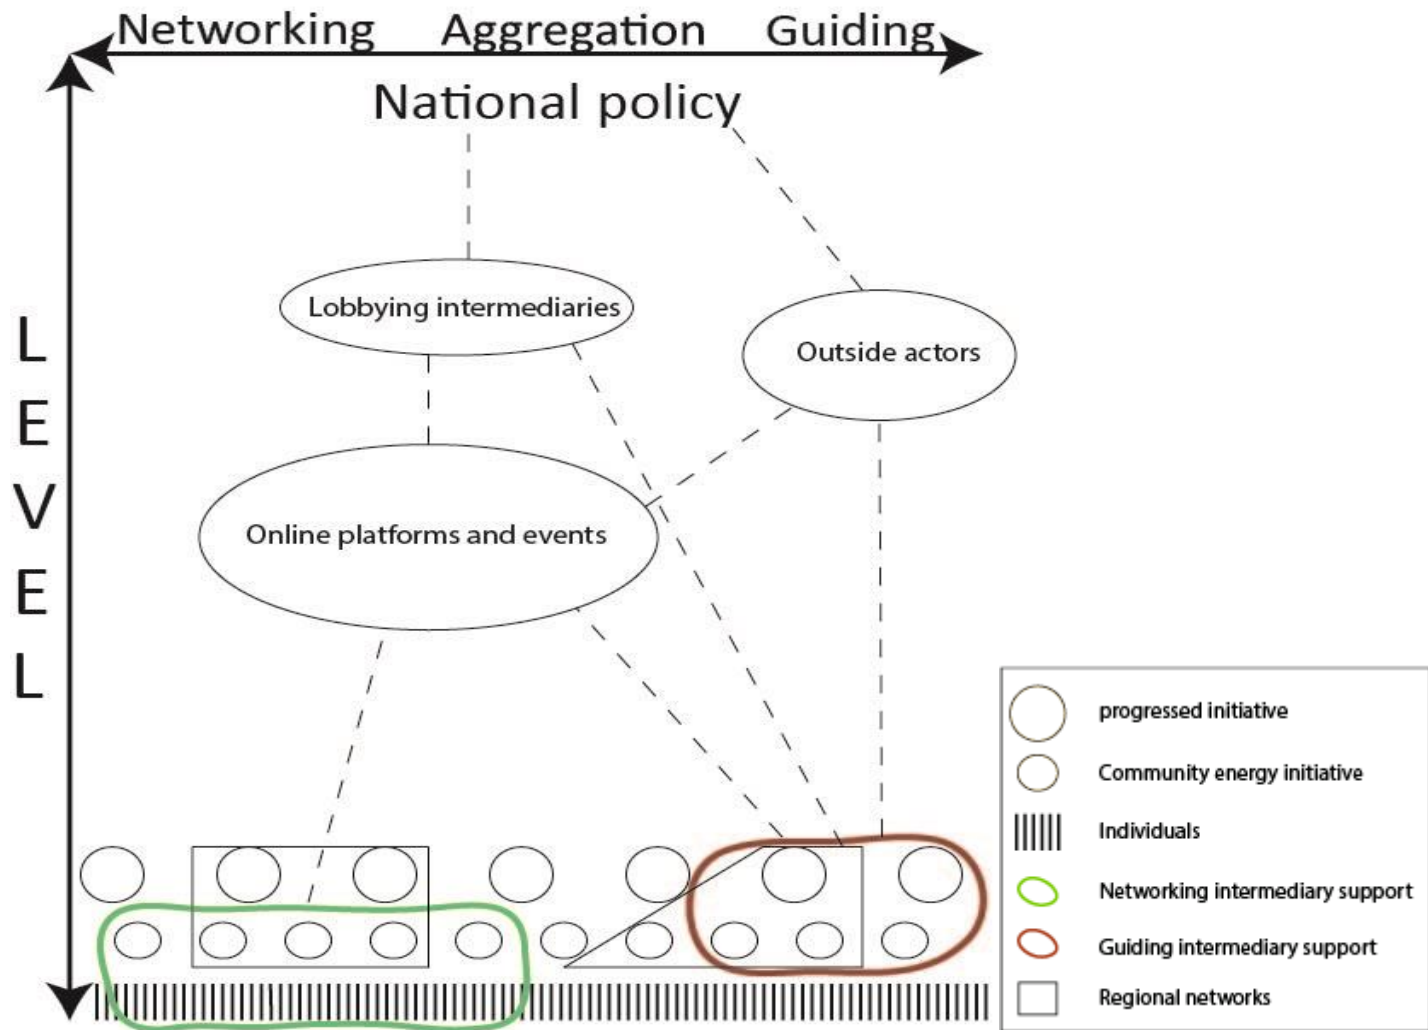 Networking Aggregation Guiding
National policy
LEVEL
Lobbying intermediaries
Outside actors
Online platforms and events
progressed initiative
Community energy initiative
Individuals
Networking intermediary support
Guiding intermediary support
Regional networks